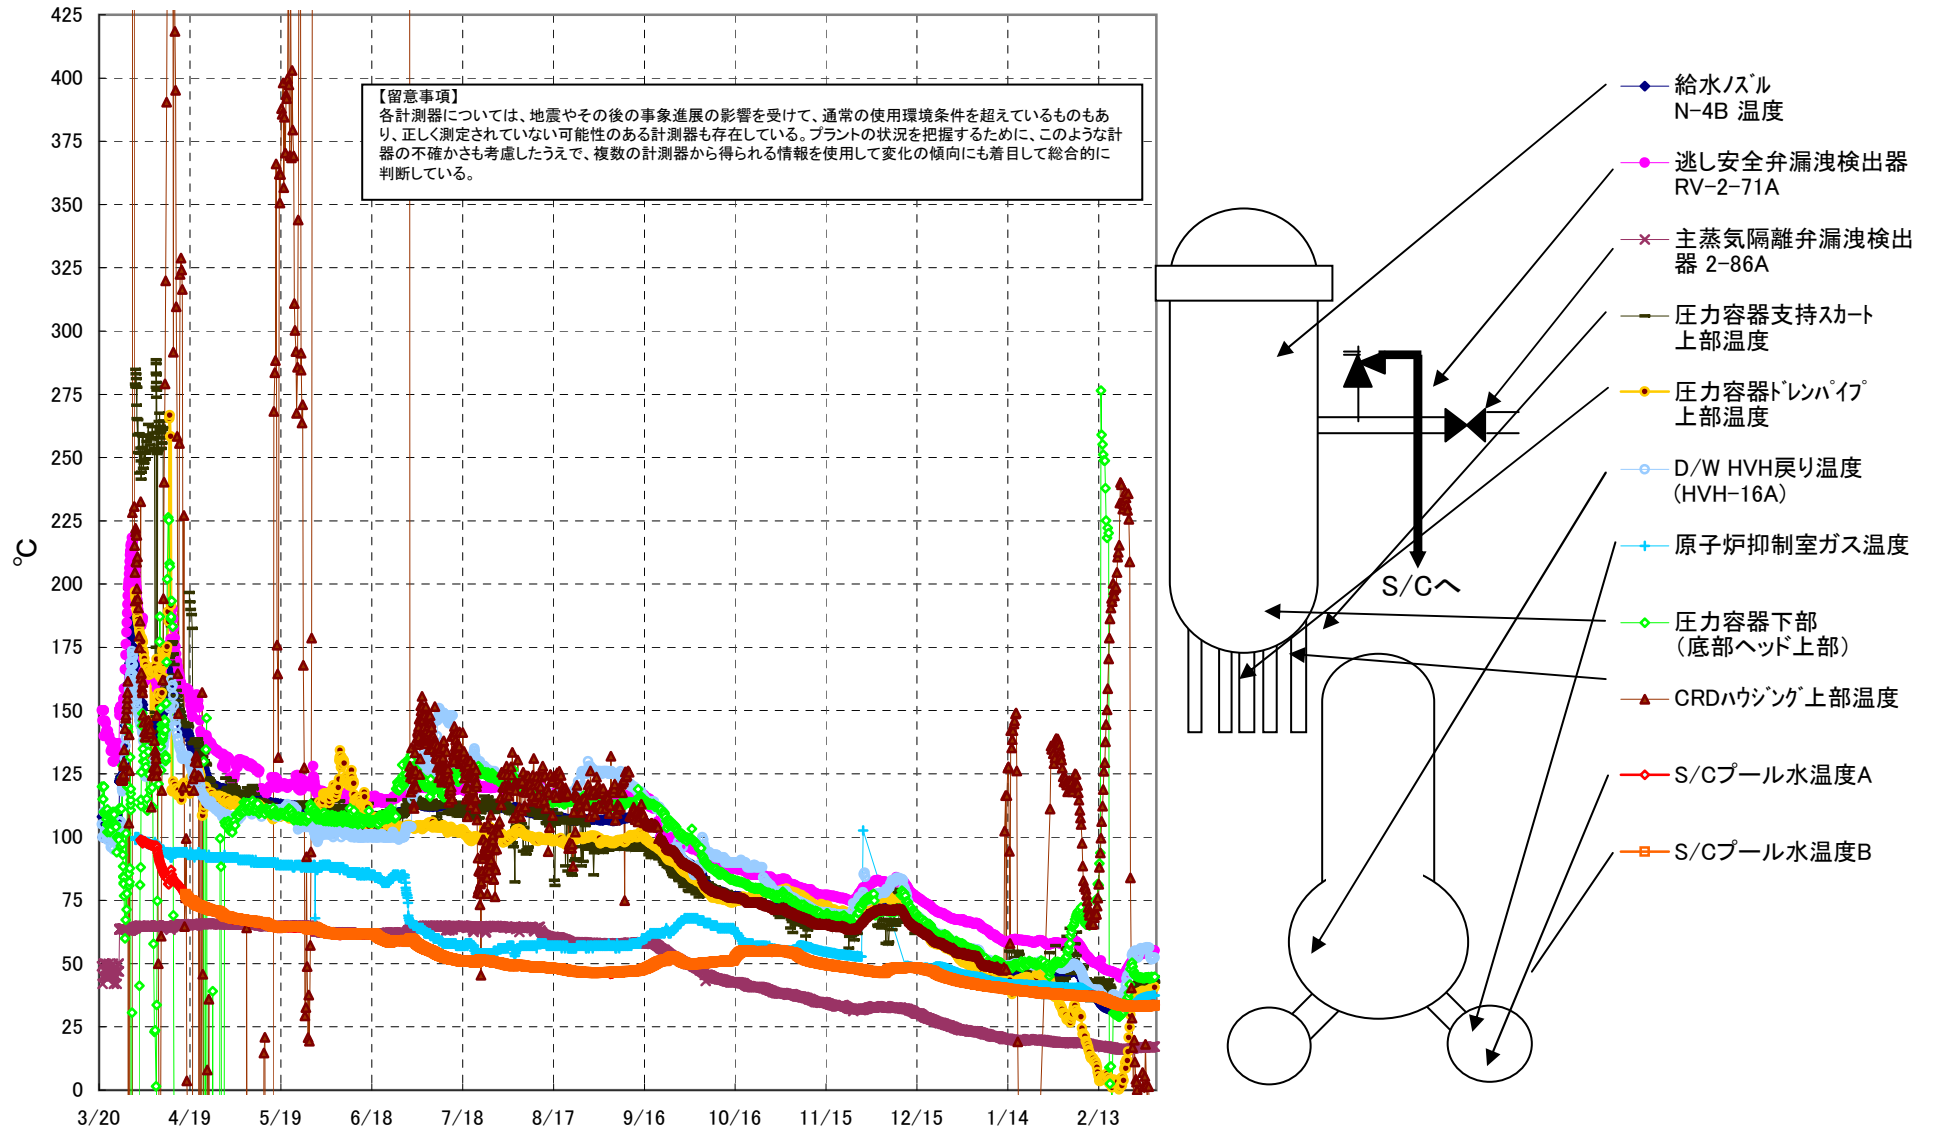 425
400
375
350
325
300
275
250
225
200
175
150
125
100
75
50
25
0
℃
3/20
4/19
5/19
6/18
7/18
8/17
9/16
10/16
11/15
12/15
1/14
2/13
【留意事項】
各計測器については、地震やその後の事象進展の影響を受けて、通常の使用環境条件を超えているものもあ
り、正しく測定されていない可能性のある計測器も存在している。プラントの状況を把握するために、このような計
器の不確かさも考慮したうえで、複数の計測器から得られる情報を使用して変化の傾向にも着目して総合的に
判断している。
S/Cへ
給水ノズル
N-4B 温度
逃し安全弁漏洩検出器
RV-2-71A
主蒸気隔離弁漏洩検出
器 2-86A
圧力容器支持スカート
上部温度
圧力容器ドレンパイプ
上部温度
D/W HVH戻り温度
(HVH-16A)
原子炉抑制室ガス温度
圧力容器下部
(底部ヘッド上部)
CRDハウジング上部温度
S/Cプール水温度A
S/Cプール水温度B